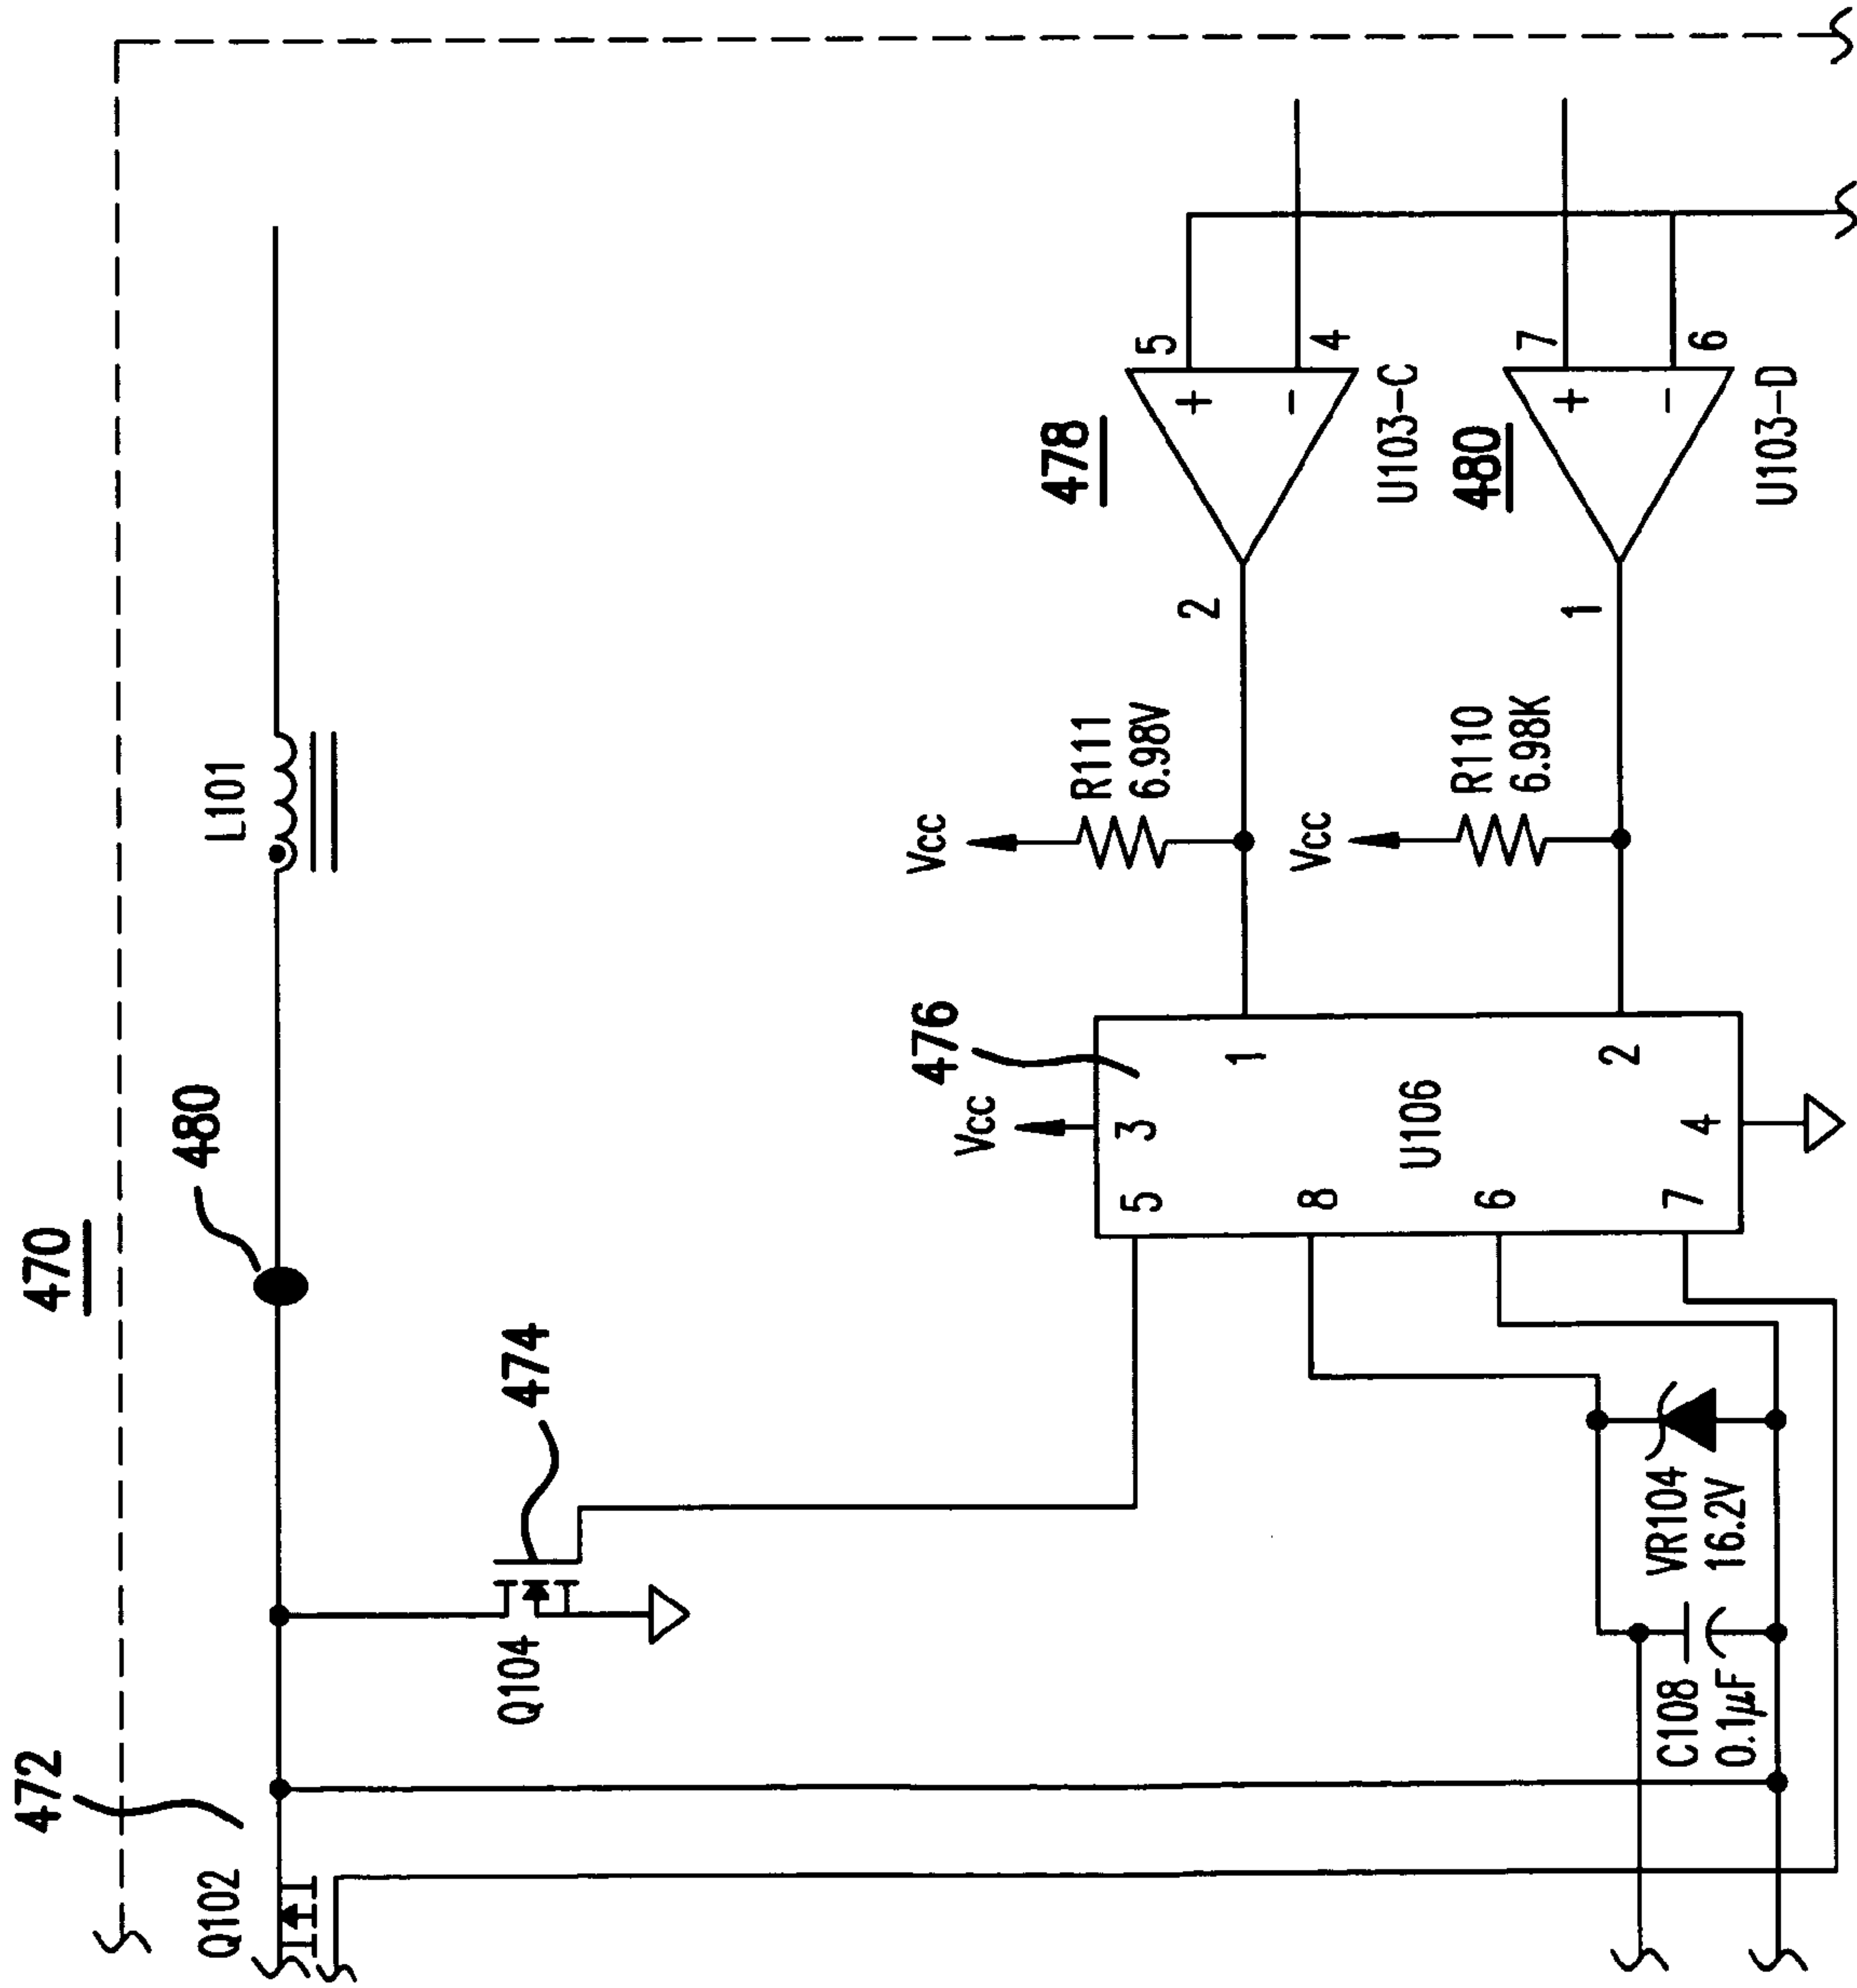 470
472
Q102
480
L101
474
Q104
476
Vcc
3
5
8
6
7
4
1
2
U106
Vcc
R111
6.98V
Vcc
R110
6.98K
478
2
5
4
+
-
U103-C
480
1
7
6
+
-
U103-D
VR104
16.2V
C108
0.1µF